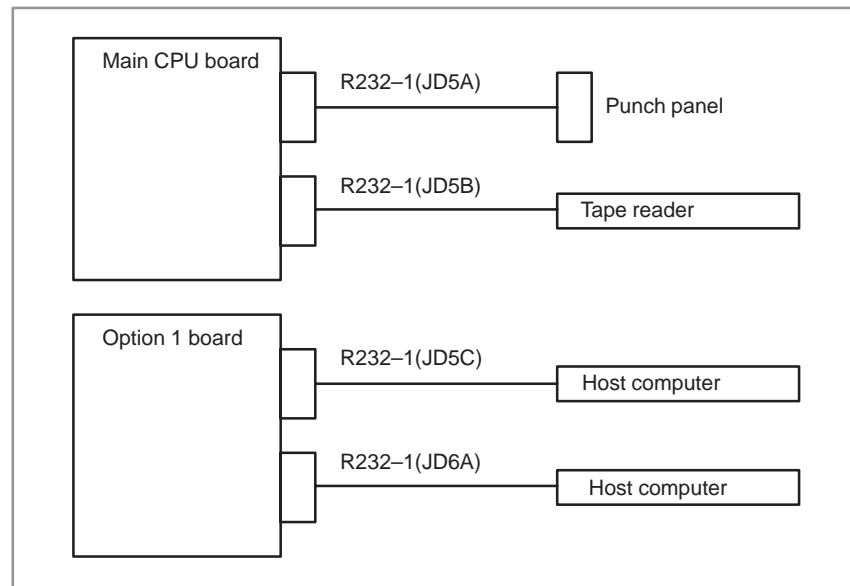 Main CPU board
R232–1(JD5A)
Punch panel
R232–1(JD5B)
Tape reader
Option 1 board
R232–1(JD5C)
Host computer
R232–1(JD6A)
Host computer